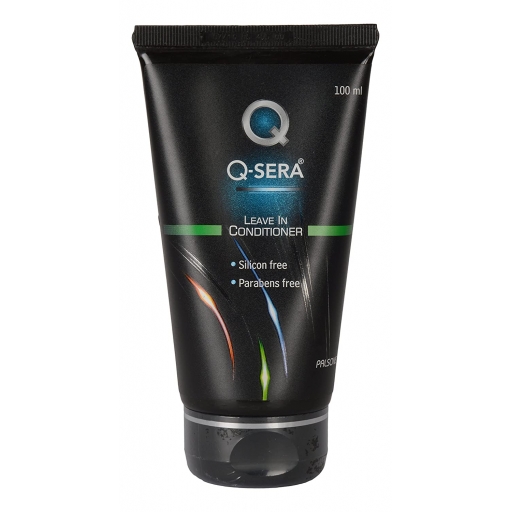 100 ml
Q
Q-SERA®
LEAVE IN
CONDITIONER
• Silicon free
• Parabens free